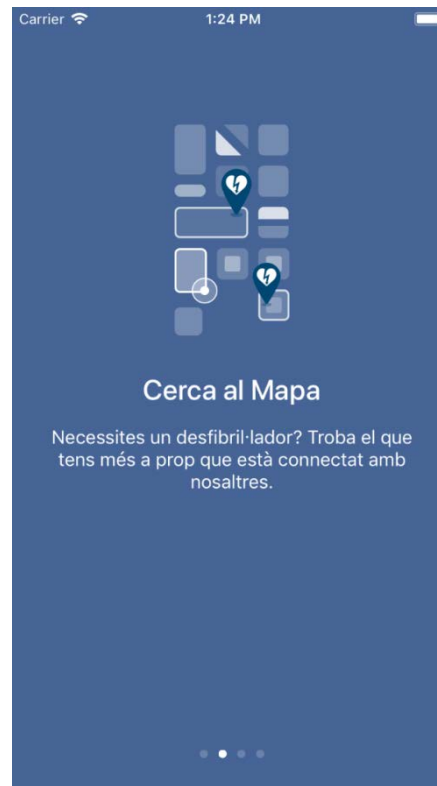 Carrier
1:24 PM
Cerca al Mapa
Necessites un desfibril·lador? Troba el que
tens més a prop que està connectat amb
nosaltres.